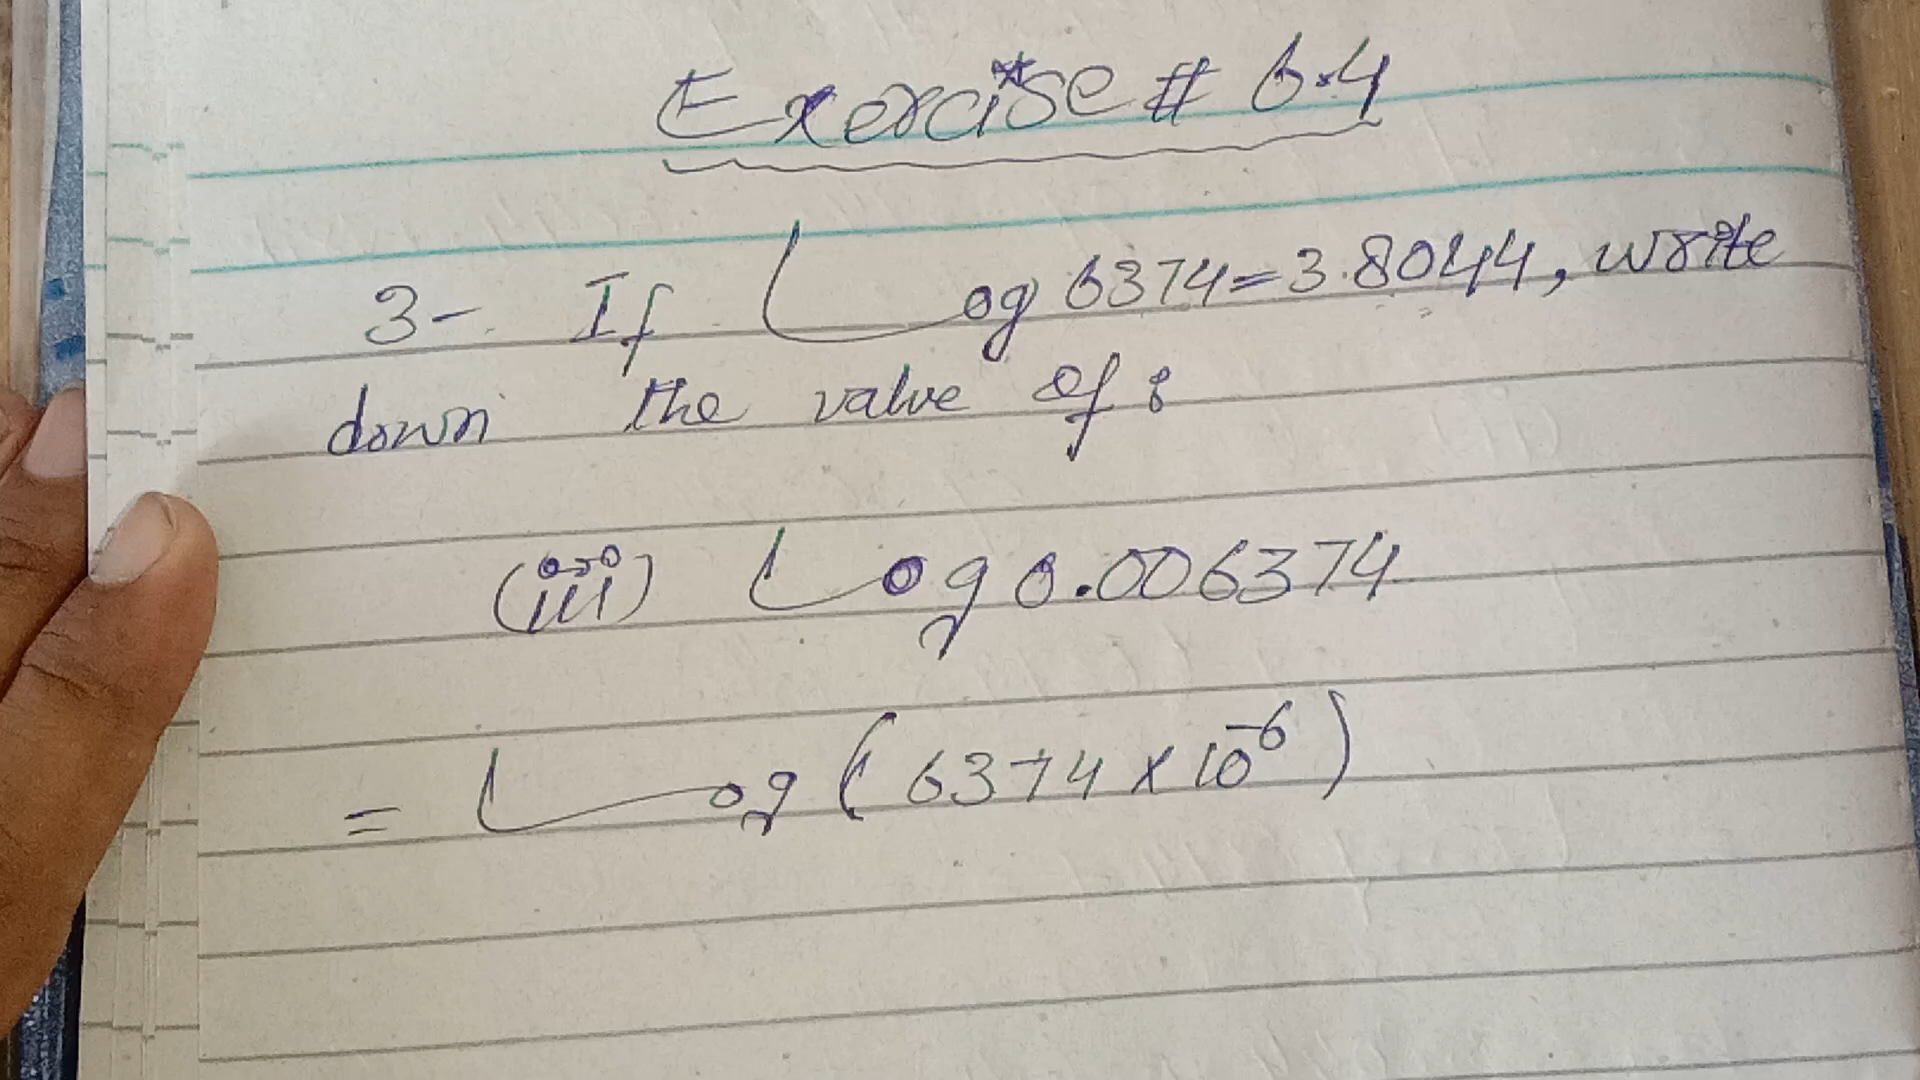 Exercise # 6.4
3- If Log 6374=3.8044, write
down the value of :
(iii) Log 0.006374
= Log (6374 x 10⁻⁶)